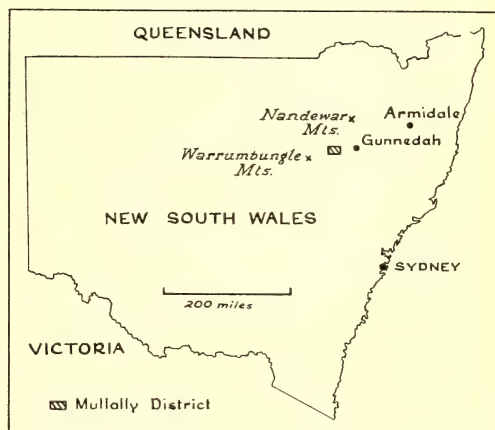 QUEENSLAND
Nandewar
Mts.
Armidale
Gunnedah
Warrumbungle
Mts.
NEW SOUTH WALES
SYDNEY
200 miles
VICTORIA
Mullally District